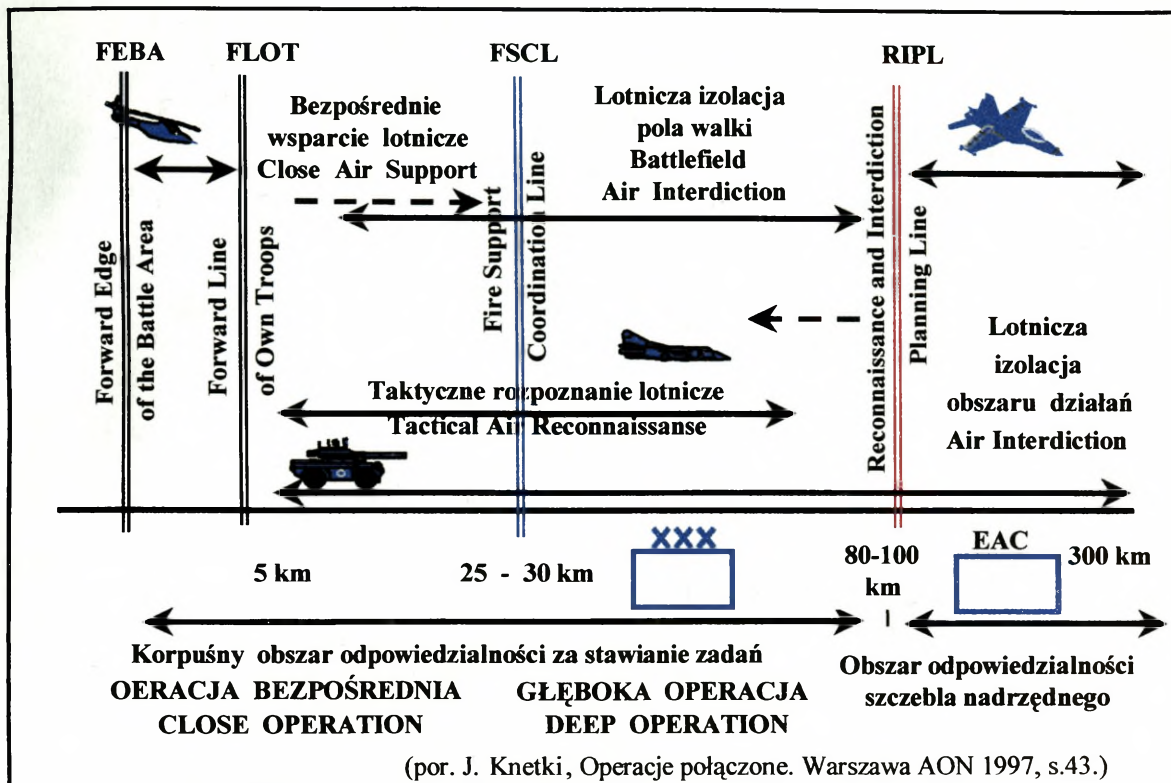 FEBA
FLOT
FSCL
RIPL
Bezpośrednie
wsparcie lotnicze
Close Air Support
Lotnicza izolacja
pola walki
Battlefield
Air Interdiction
Forward Edge
of the Battle Area
Forward Line
of Own Troops
Fire Support
Coordination Line
Reconnaissance and Interdiction
Planning Line
Lotnicza
izolacja
obszaru działań
Air Interdiction
Taktyczne rozpoznanie lotnicze
Tactical Air Reconnaissanse
5 km
25 - 30 km
XXX
80-100
km
EAC
300 km
Korpuśny obszar odpowiedzialności za stawianie zadań
OERACJA BEZPOŚREDNIA
CLOSE OPERATION
GŁĘBOKA OPERACJA
DEEP OPERATION
Obszar odpowiedzialności
szczebla nadrzędnego
(por. J. Knetki, Operacje połączone. Warszawa AON 1997, s.43.)